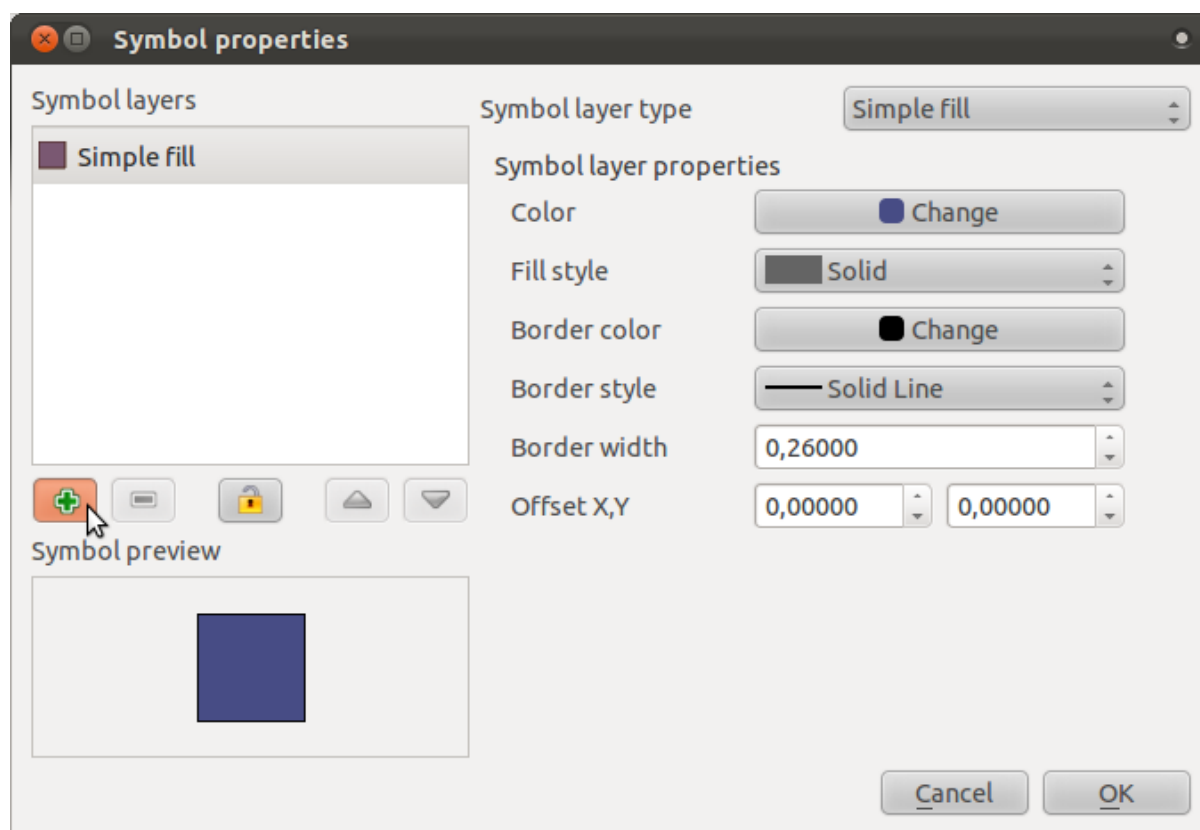 Symbol properties
Symbol layers
Simple fill
Symbol preview
Symbol layer type
Simple fill
Symbol layer properties
Color
Change
Fill style
Solid
Border color
Change
Border style
Solid Line
Border width
0,26000
Offset X,Y
0,00000
0,00000
Cancel
OK